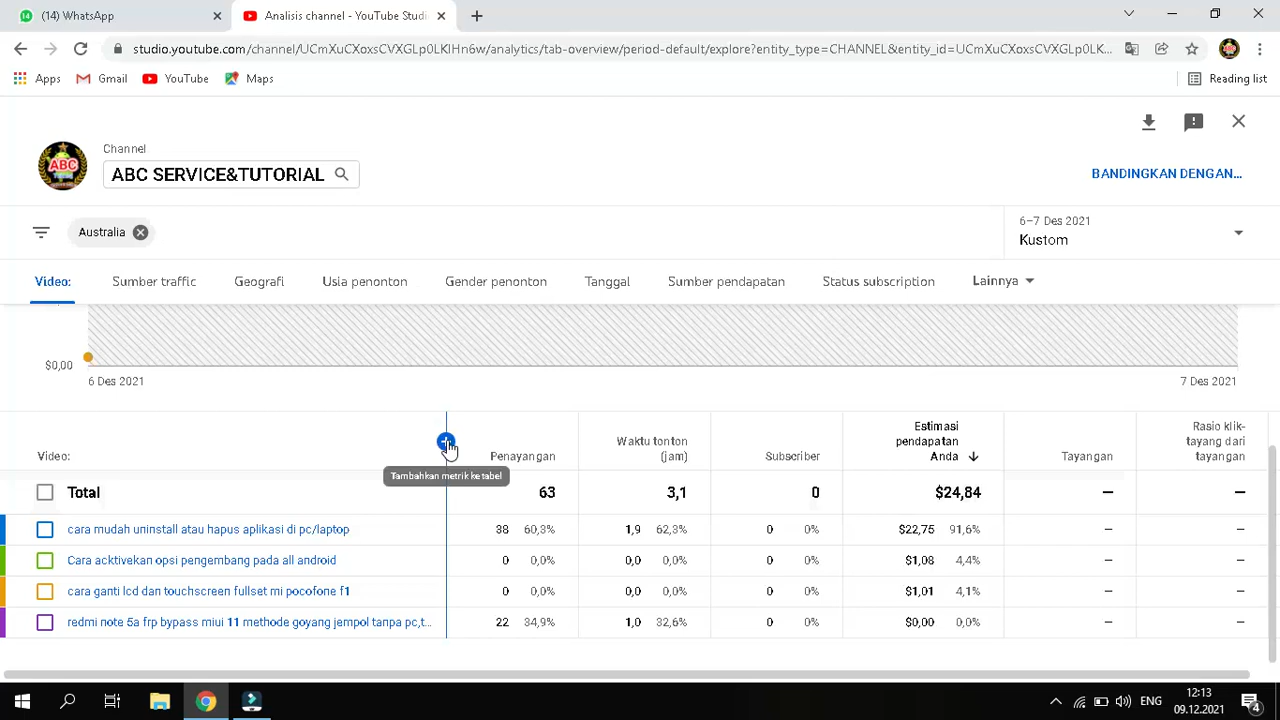 (14) WhatsApp
Analisis channel - YouTube Studi
studio.youtube.com/channel/UCmXuCXoxsCVXGLp0LKIHn6w/analytics/tab-overview/period-default/explore?entity_type=CHANNEL&entity_id=UCmXuCXoxsCVXGLp0LK...
Apps
Gmail
YouTube
Maps
Reading list
Channel
ABC
ABC SERVICE&TUTORIAL
BANDINGKAN DENGAN...
Australia
6–7 Des 2021
Kustom
Video:
Sumber traffic
Geografi
Usia penonton
Gender penonton
Tanggal
Sumber pendapatan
Status subscription
Lainnya
$0,00
6 Des 2021
7 Des 2021
Video:
Penayangan
Waktu tonton
(jam)
Subscriber
Estimasi
pendapatan
Anda
Tayangan
Rasio klik-
tayang dari
tayangan
Tambahkan metrik ke tabel
Total 63 3,1 0 $24,84 — —
cara mudah uninstall atau hapus aplikasi di pc/laptop 38 60,3% 1,9 62,3% 0 0% $22,75 91,6% — —
Cara acktivekan opsi pengembang pada all android 0 0,0% 0,0 0,0% 0 0% $1,08 4,4% — —
cara ganti lcd dan touchscreen fullset mi pocofone f1 0 0,0% 0,0 0,0% 0 0% $1,01 4,1% — —
redmi note 5a frp bypass miui 11 methode goyang jempol tanpa pc,t... 22 34,9% 1,0 32,6% 0 0% $0,00 0,0% — —
ENG
12:13
09.12.2021
4